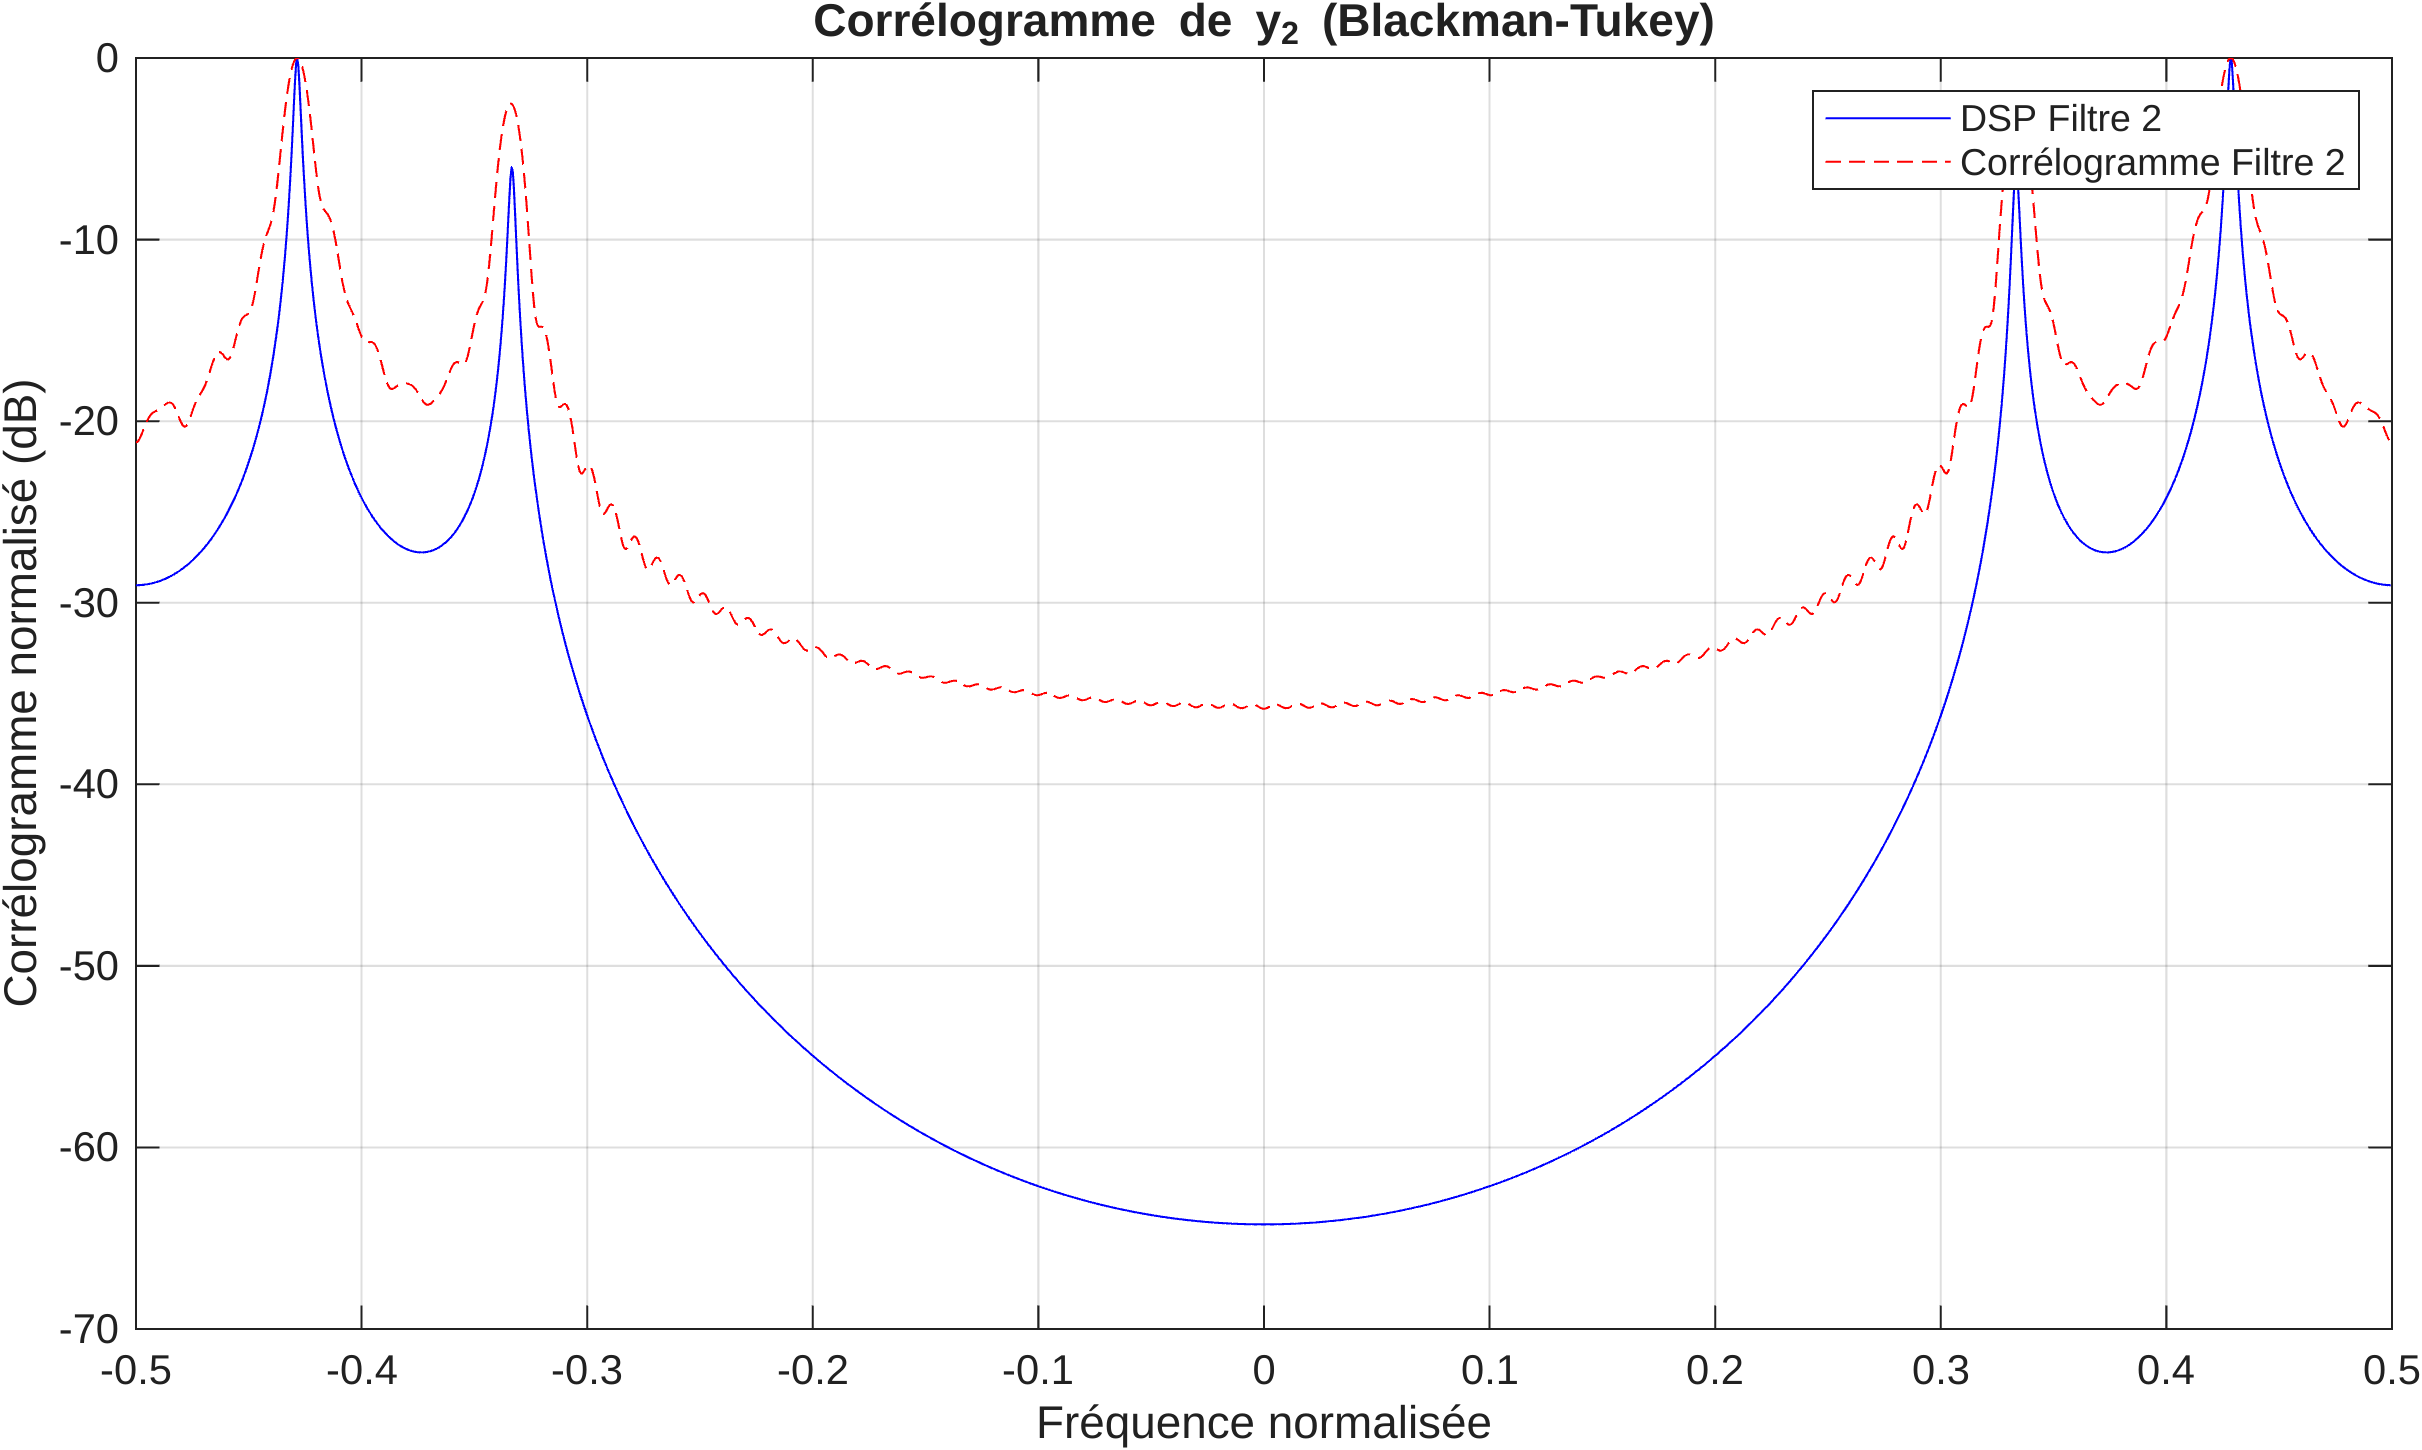 Corrélogramme de y₂ (Blackman-Tukey)
DSP Filtre 2
Corrélogramme Filtre 2
Corrélogramme normalisé (dB)
0
-10
-20
-30
-40
-50
-60
-70
-0.5 -0.4 -0.3 -0.2 -0.1 0 0.1 0.2 0.3 0.4 0.5
Fréquence normalisée